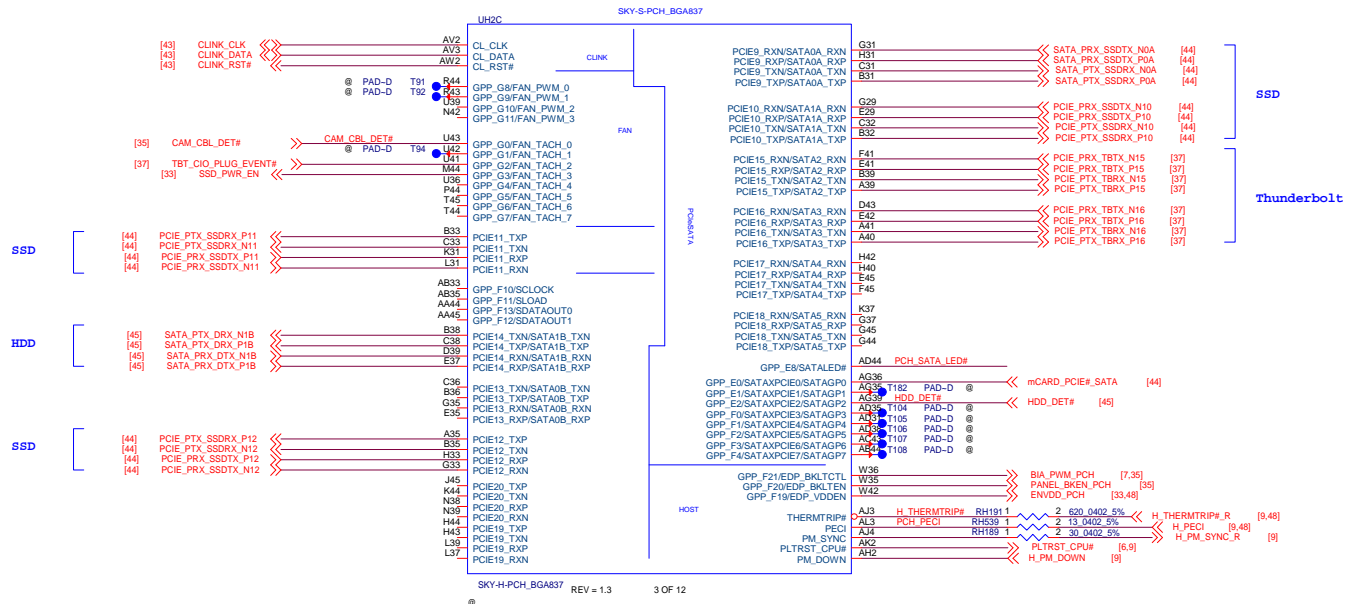 SKY-S-PCH_BGA837
UH2C
[43] CLINK_CLK AV2 CL_CLK
[43] CLINK_DATA AV3 CL_DATA
[43] CLINK_RST# AW2 CL_RST#
CLINK
@ PAD-D T91 R44 GPP_G8/FAN_PWM_0
@ PAD-D T92 R43 GPP_G9/FAN_PWM_1
U39 GPP_G10/FAN_PWM_2
N42 GPP_G11/FAN_PWM_3
FAN
[35] CAM_CBL_DET# CAM_CBL_DET# U43 GPP_G0/FAN_TACH_0
@ PAD-D T94 U42 GPP_G1/FAN_TACH_1
[37] TBT_CIO_PLUG_EVENT# U41 GPP_G2/FAN_TACH_2
[33] SSD_PWR_EN M44 GPP_G3/FAN_TACH_3
U36 GPP_G4/FAN_TACH_4
P44 GPP_G5/FAN_TACH_5
T45 GPP_G6/FAN_TACH_6
T44 GPP_G7/FAN_TACH_7
PCIe/SATA
SSD
[44] PCIE_PTX_SSDRX_P11 B33 PCIE11_TXP
[44] PCIE_PTX_SSDRX_N11 C33 PCIE11_TXN
[44] PCIE_PRX_SSDTX_P11 K31 PCIE11_RXP
[44] PCIE_PRX_SSDTX_N11 L31 PCIE11_RXN
AB33 GPP_F10/SCLOCK
AB35 GPP_F11/SLOAD
AA44 GPP_F13/SDATAOUT0
AA45 GPP_F12/SDATAOUT1
HDD
[45] SATA_PTX_DRX_N1B B38 PCIE14_TXN/SATA1B_TXN
[45] SATA_PTX_DRX_P1B C38 PCIE14_TXP/SATA1B_TXP
[45] SATA_PRX_DTX_N1B D39 PCIE14_RXN/SATA1B_RXN
[45] SATA_PRX_DTX_P1B E37 PCIE14_RXP/SATA1B_RXP
C36 PCIE13_TXN/SATA0B_TXN
B36 PCIE13_TXP/SATA0B_TXP
G35 PCIE13_RXN/SATA0B_RXN
E35 PCIE13_RXP/SATA0B_RXP
SSD
[44] PCIE_PTX_SSDRX_P12 A35 PCIE12_TXP
[44] PCIE_PTX_SSDRX_N12 B35 PCIE12_TXN
[44] PCIE_PRX_SSDTX_P12 H33 PCIE12_RXP
[44] PCIE_PRX_SSDTX_N12 G33 PCIE12_RXN
J45 PCIE20_TXP
K44 PCIE20_TXN
N38 PCIE20_RXP
N39 PCIE20_RXN
H44 PCIE19_TXP
H43 PCIE19_TXN
L39 PCIE19_RXP
L37 PCIE19_RXN
HOST
PCIE9_RXN/SATA0A_RXN G31 SATA_PRX_SSDTX_N0A [44]
PCIE9_RXP/SATA0A_RXP H31 SATA_PRX_SSDTX_P0A [44]
PCIE9_TXN/SATA0A_TXN C31 SATA_PTX_SSDRX_N0A [44]
PCIE9_TXP/SATA0A_TXP B31 SATA_PTX_SSDRX_P0A [44]
SSD
PCIE10_RXN/SATA1A_RXN G29 PCIE_PRX_SSDTX_N10 [44]
PCIE10_RXP/SATA1A_RXP E29 PCIE_PRX_SSDTX_P10 [44]
PCIE10_TXN/SATA1A_TXN C32 PCIE_PTX_SSDRX_N10 [44]
PCIE10_TXP/SATA1A_TXP B32 PCIE_PTX_SSDRX_P10 [44]
PCIE15_RXN/SATA2_RXN F41 PCIE_PRX_TBTX_N15 [37]
PCIE15_RXP/SATA2_RXP E41 PCIE_PRX_TBTX_P15 [37]
PCIE15_TXN/SATA2_TXN B39 PCIE_PTX_TBRX_N15 [37]
PCIE15_TXP/SATA2_TXP A39 PCIE_PTX_TBRX_P15 [37]
Thunderbolt
PCIE16_RXN/SATA3_RXN D43 PCIE_PRX_TBTX_N16 [37]
PCIE16_RXP/SATA3_RXP E42 PCIE_PRX_TBTX_P16 [37]
PCIE16_TXN/SATA3_TXN A41 PCIE_PTX_TBRX_N16 [37]
PCIE16_TXP/SATA3_TXP A40 PCIE_PTX_TBRX_P16 [37]
PCIE17_RXN/SATA4_RXN H42
PCIE17_RXP/SATA4_RXP H40
PCIE17_TXN/SATA4_TXN E45
PCIE17_TXP/SATA4_TXP F45
PCIE18_RXN/SATA5_RXN K37
PCIE18_RXP/SATA5_RXP G37
PCIE18_TXN/SATA5_TXN G45
PCIE18_TXP/SATA5_TXP G44
GPP_E8/SATALED# AD44 PCH_SATA_LED#
GPP_E0/SATAXPCIE0/SATAGP0 AG36 mCARD_PCIE#_SATA [44]
GPP_E1/SATAXPCIE1/SATAGP1 AG35 T182 PAD-D @
GPP_E2/SATAXPCIE2/SATAGP2 AG39 HDD_DET# HDD_DET# [45]
GPP_F0/SATAXPCIE3/SATAGP3 AD35 T104 PAD-D @
GPP_F1/SATAXPCIE4/SATAGP4 AD31 T105 PAD-D @
GPP_F2/SATAXPCIE5/SATAGP5 AD38 T106 PAD-D @
GPP_F3/SATAXPCIE6/SATAGP6 AC43 T107 PAD-D @
GPP_F4/SATAXPCIE7/SATAGP7 AB44 T108 PAD-D @
GPP_F21/EDP_BKLTCTL W36 BIA_PWM_PCH [7,35]
GPP_F20/EDP_BKLTEN W35 PANEL_BKEN_PCH [35]
GPP_F19/EDP_VDDEN W42 ENVDD_PCH [33,48]
THERMTRIP# AJ3 H_THERMTRIP# RH191 1 2 620_0402_5% H_THERMTRIP#_R [9,48]
PECI AL3 PCH_PECI RH539 1 2 13_0402_5% H_PECI [9,48]
PM_SYNC AJ4 RH189 1 2 30_0402_5% H_PM_SYNC_R [9]
PLTRST_CPU# AK2 PLTRST_CPU# [6,9]
PM_DOWN AH2 H_PM_DOWN [9]
SKY-H-PCH_BGA837 REV = 1.3 3 OF 12
@